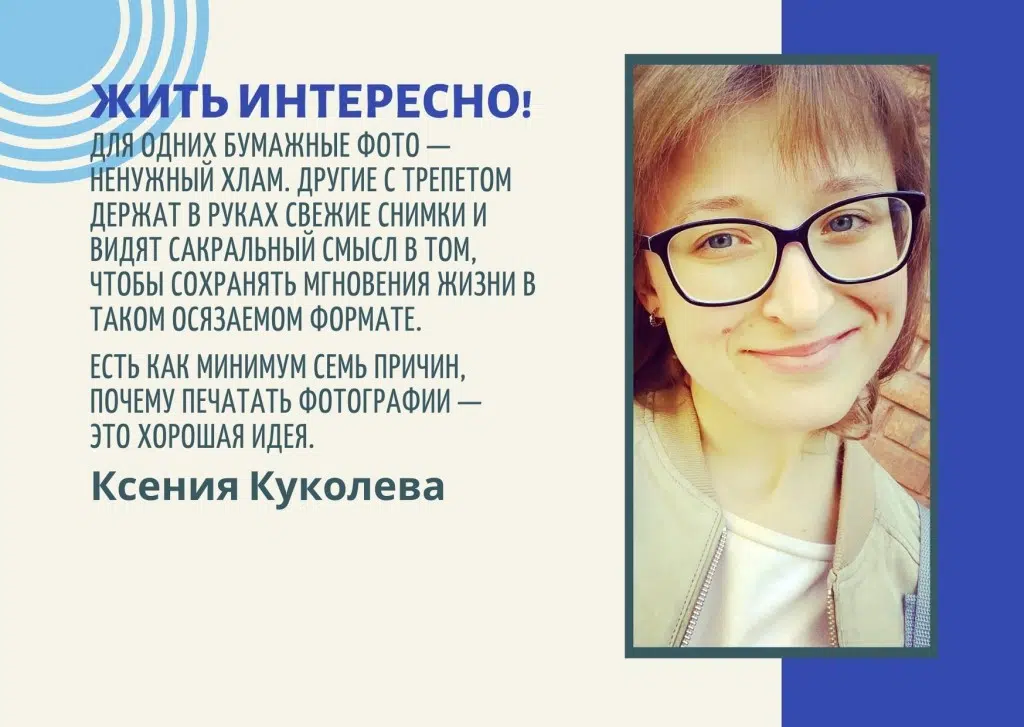 ЖИТЬ ИНТЕРЕСНО!
ДЛЯ ОДНИХ БУМАЖНЫЕ ФОТО —
НЕНУЖНЫЙ ХЛАМ. ДРУГИЕ С ТРЕПЕТОМ
ДЕРЖАТ В РУКАХ СВЕЖИЕ СНИМКИ И
ВИДЯТ САКРАЛЬНЫЙ СМЫСЛ В ТОМ,
ЧТОБЫ СОХРАНЯТЬ МГНОВЕНИЯ ЖИЗНИ В
ТАКОМ ОСЯЗАЕМОМ ФОРМАТЕ.
ЕСТЬ КАК МИНИМУМ СЕМЬ ПРИЧИН,
ПОЧЕМУ ПЕЧАТАТЬ ФОТОГРАФИИ —
ЭТО ХОРОШАЯ ИДЕЯ.
Ксения Куколева